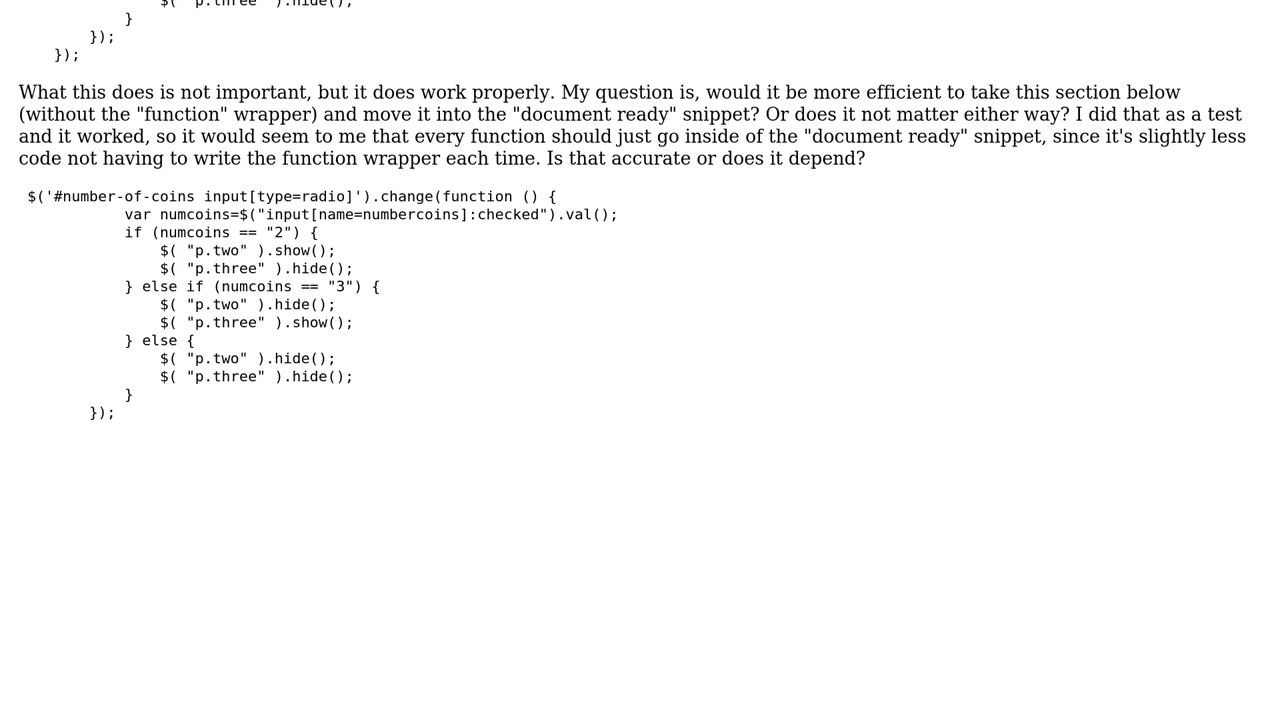 $( "p.three" ).hide();
}
});
});
What this does is not important, but it does work properly. My question is, would it be more efficient to take this section below
(without the "function" wrapper) and move it into the "document ready" snippet? Or does it not matter either way? I did that as a test
and it worked, so it would seem to me that every function should just go inside of the "document ready" snippet, since it's slightly less
code not having to write the function wrapper each time. Is that accurate or does it depend?
$('#number-of-coins input[type=radio]').change(function () {
var numcoins=$("input[name=numbercoins]:checked").val();
if (numcoins == "2") {
$( "p.two" ).show();
$( "p.three" ).hide();
} else if (numcoins == "3") {
$( "p.two" ).hide();
$( "p.three" ).show();
} else {
$( "p.two" ).hide();
$( "p.three" ).hide();
}
});